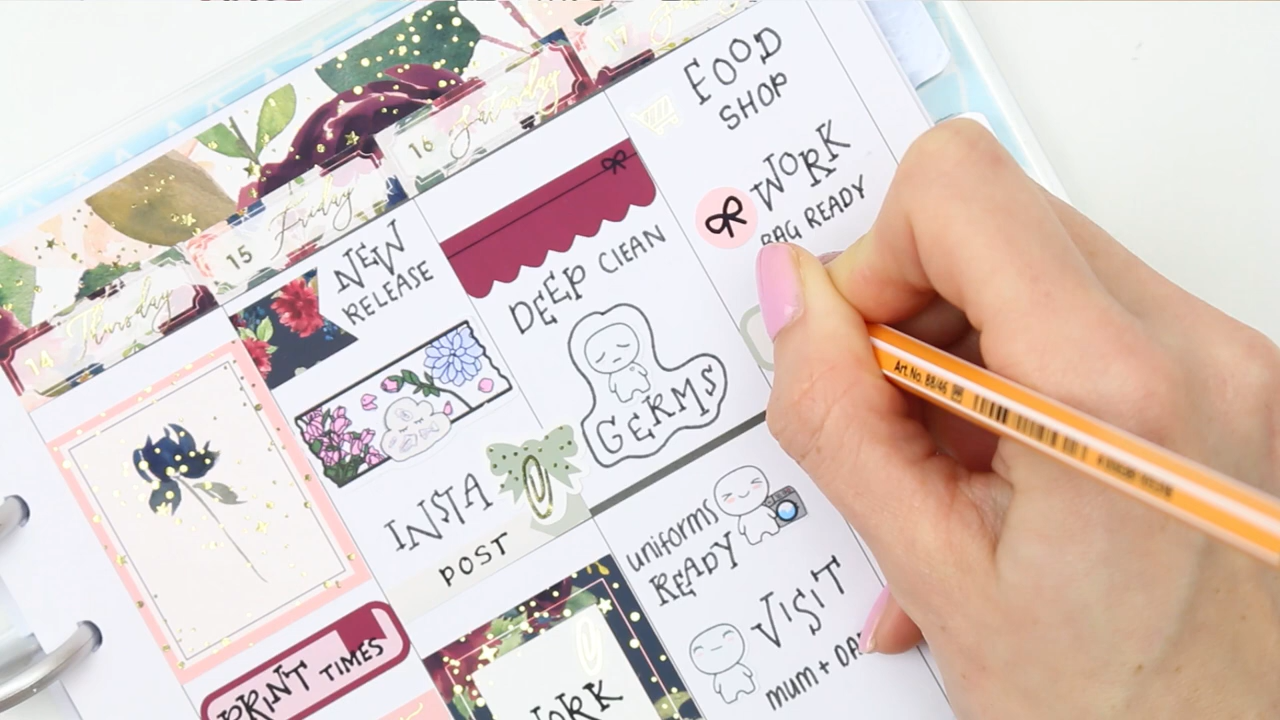 14 Thursday
15 Friday
16 Saturday
17
NEW
RELEASE
INSTA
POST
PRINT TIMES
DEEP CLEAN
GERMS
WORK
FOOD
SHOP
WORK
BAG READY
uniforms
READY
VISIT
mum + DA
Art No. 88/46